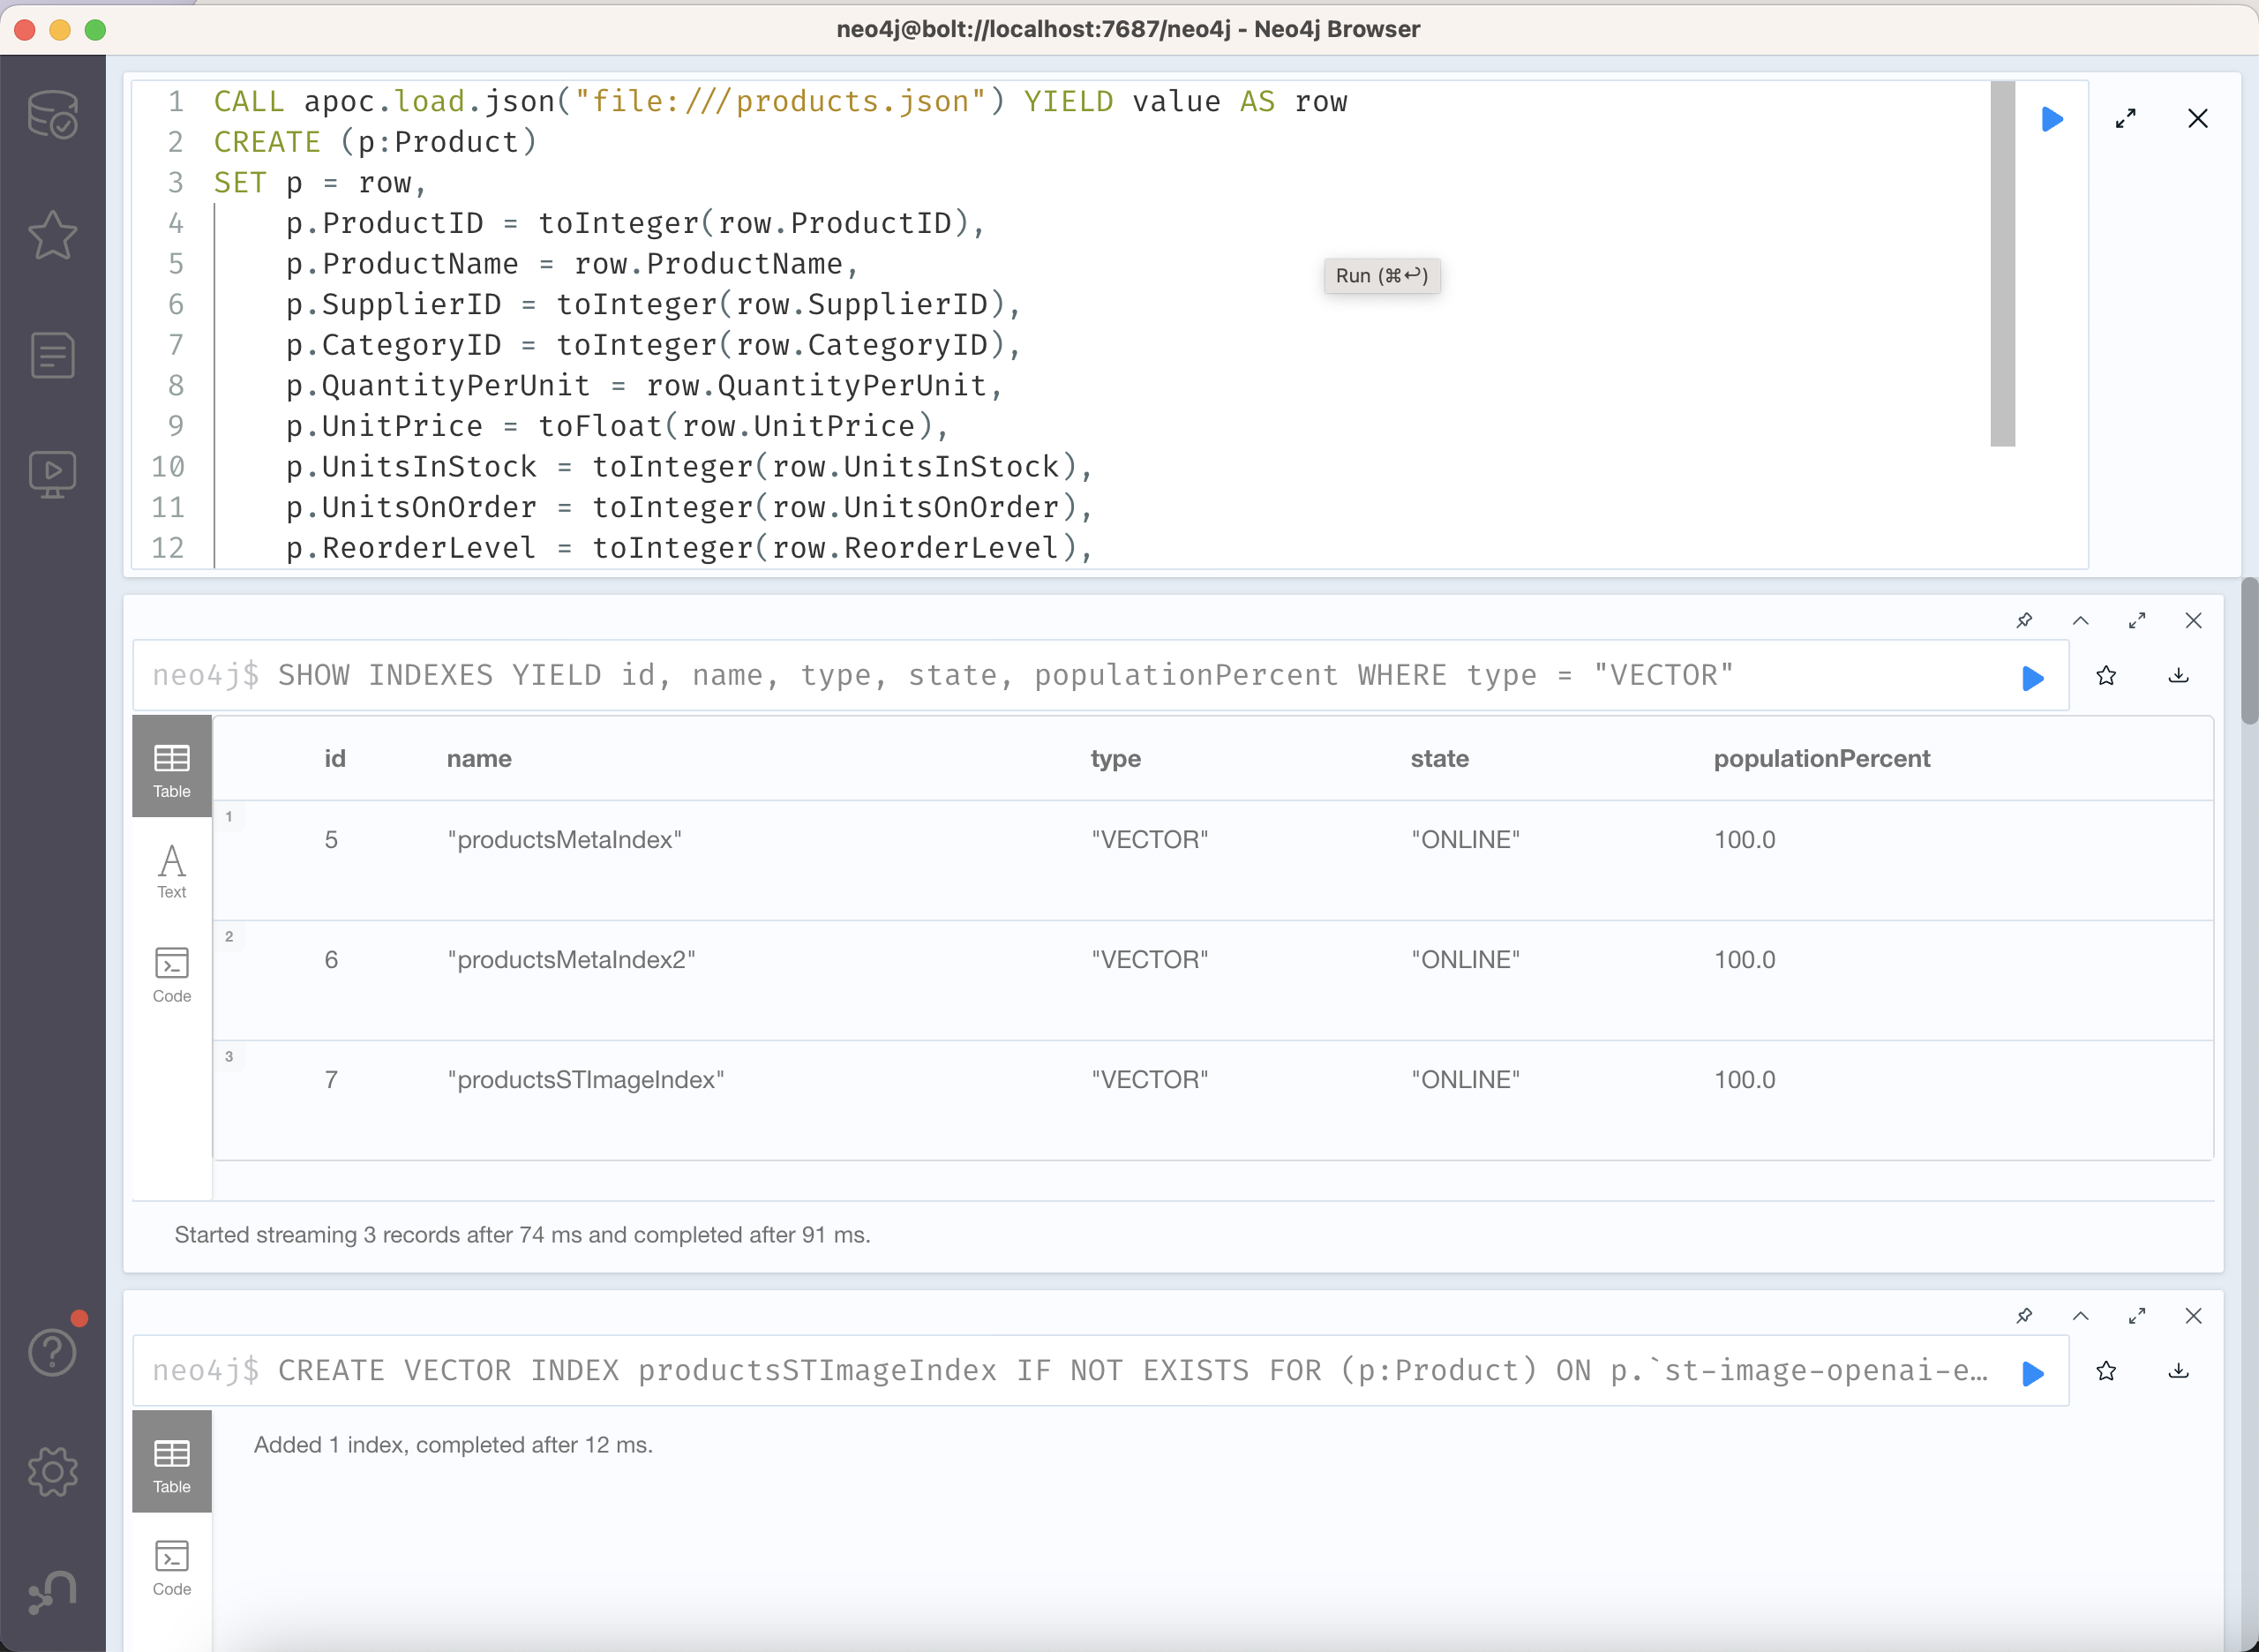 neo4j@bolt://localhost:7687/neo4j - Neo4j Browser
1 CALL apoc.load.json("file:///products.json") YIELD value AS row
2 CREATE (p:Product)
3 SET p = row,
4 p.ProductID = toInteger(row.ProductID),
5 p.ProductName = row.ProductName,
Run (⌘↩)
6 p.SupplierID = toInteger(row.SupplierID),
7 p.CategoryID = toInteger(row.CategoryID),
8 p.QuantityPerUnit = row.QuantityPerUnit,
9 p.UnitPrice = toFloat(row.UnitPrice),
10 p.UnitsInStock = toInteger(row.UnitsInStock),
11 p.UnitsOnOrder = toInteger(row.UnitsOnOrder),
12 p.ReorderLevel = toInteger(row.ReorderLevel),
neo4j$ SHOW INDEXES YIELD id, name, type, state, populationPercent WHERE type = "VECTOR"
Table
Text
Code
id name type state populationPercent
1
5 "productsMetaIndex" "VECTOR" "ONLINE" 100.0
2
6 "productsMetaIndex2" "VECTOR" "ONLINE" 100.0
3
7 "productsSTImageIndex" "VECTOR" "ONLINE" 100.0
Started streaming 3 records after 74 ms and completed after 91 ms.
neo4j$ CREATE VECTOR INDEX productsSTImageIndex IF NOT EXISTS FOR (p:Product) ON p.`st-image-openai-e…
Table
Code
Added 1 index, completed after 12 ms.